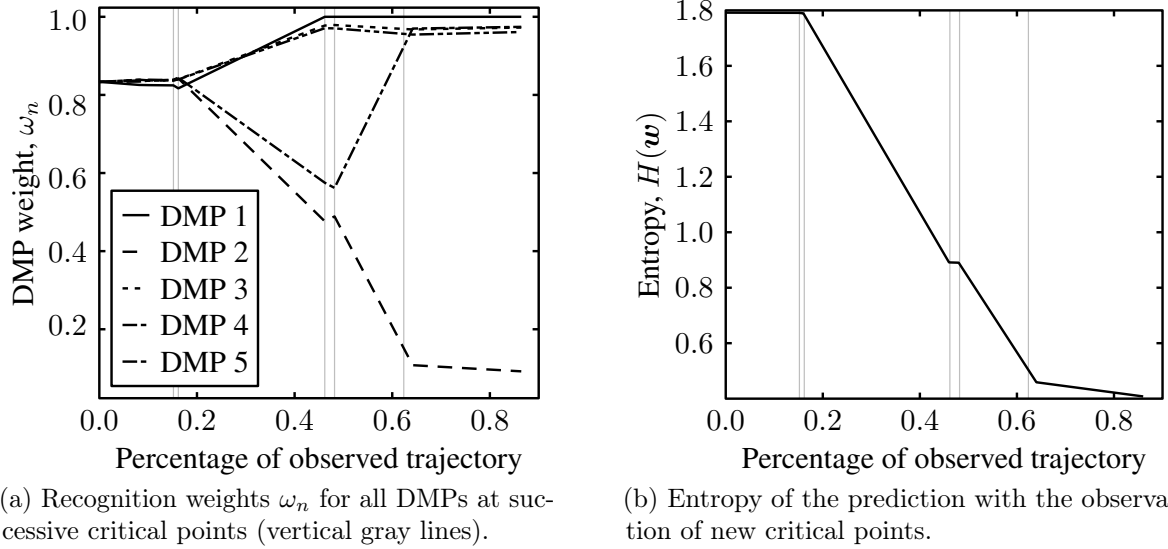 1.0
0.8
0.6
0.4
0.2
DMP weight, ωₙ
DMP 1
DMP 2
DMP 3
DMP 4
DMP 5
0.0 0.2 0.4 0.6 0.8
Percentage of observed trajectory
(a) Recognition weights ωₙ for all DMPs at suc-
cessive critical points (vertical gray lines).
1.8
1.6
1.4
1.2
1.0
0.8
0.6
Entropy, H(w)
0.0 0.2 0.4 0.6 0.8
Percentage of observed trajectory
(b) Entropy of the prediction with the observa
tion of new critical points.